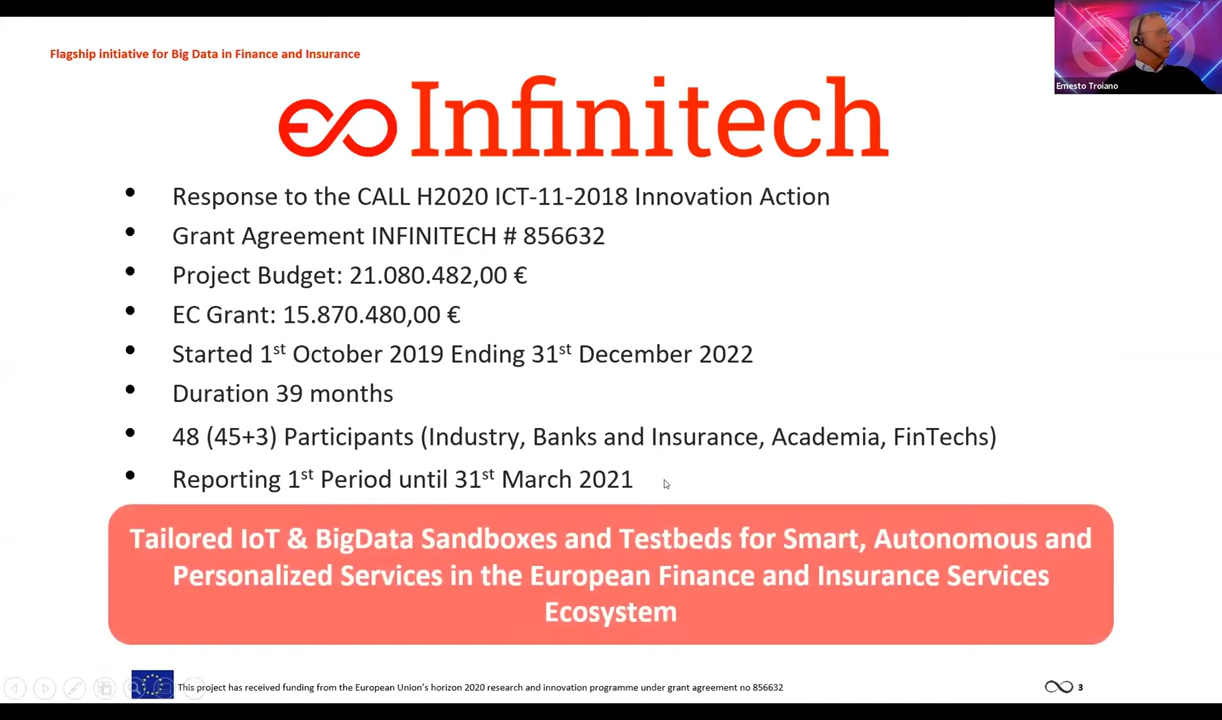 Flagship initiative for Big Data in Finance and Insurance
Ernesto Troiano
Infinitech
• Response to the CALL H2020 ICT-11-2018 Innovation Action
• Grant Agreement INFINITECH # 856632
• Project Budget: 21.080.482,00 €
• EC Grant: 15.870.480,00 €
• Started 1st October 2019 Ending 31st December 2022
• Duration 39 months
• 48 (45+3) Participants (Industry, Banks and Insurance, Academia, FinTechs)
• Reporting 1st Period until 31st March 2021
Tailored IoT & BigData Sandboxes and Testbeds for Smart, Autonomous and
Personalized Services in the European Finance and Insurance Services
Ecosystem
This project has received funding from the European Union's horizon 2020 research and innovation programme under grant agreement no 856632
3